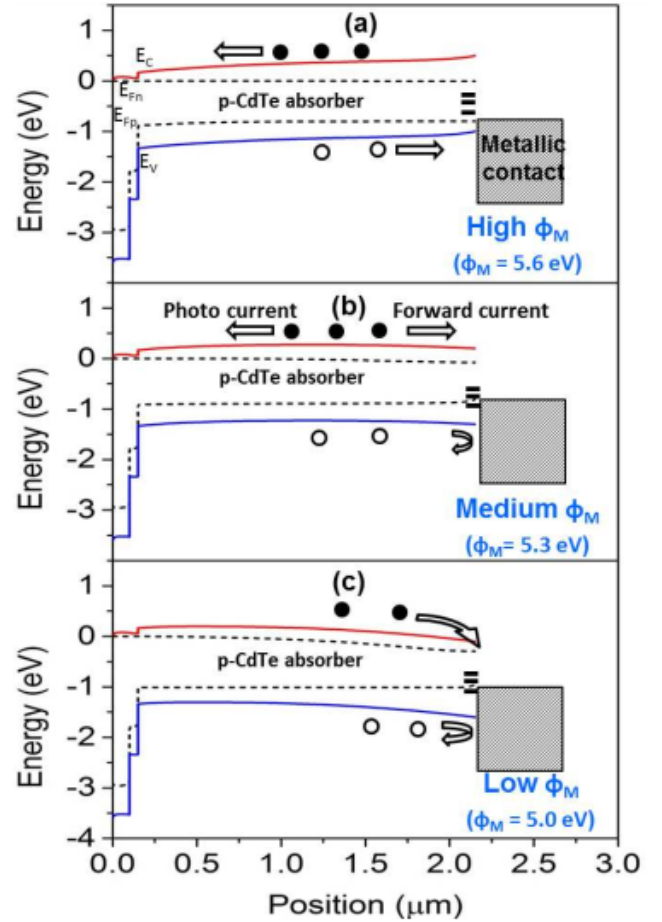 (a)
1
0
-1
-2
-3
Energy (eV)
E_C
E_Fn
E_Fp
E_V
p-CdTe absorber
Metallic
contact
High ϕ_M
(ϕ_M = 5.6 eV)
(b)
1
0
-1
-2
-3
Energy (eV)
Photo current
Forward current
p-CdTe absorber
Medium ϕ_M
(ϕ_M= 5.3 eV)
(c)
1
0
-1
-2
-3
-4
Energy (eV)
p-CdTe absorber
Low ϕ_M
(ϕ_M = 5.0 eV)
0.0 0.5 1.0 1.5 2.0 2.5 3.0
Position (μm)